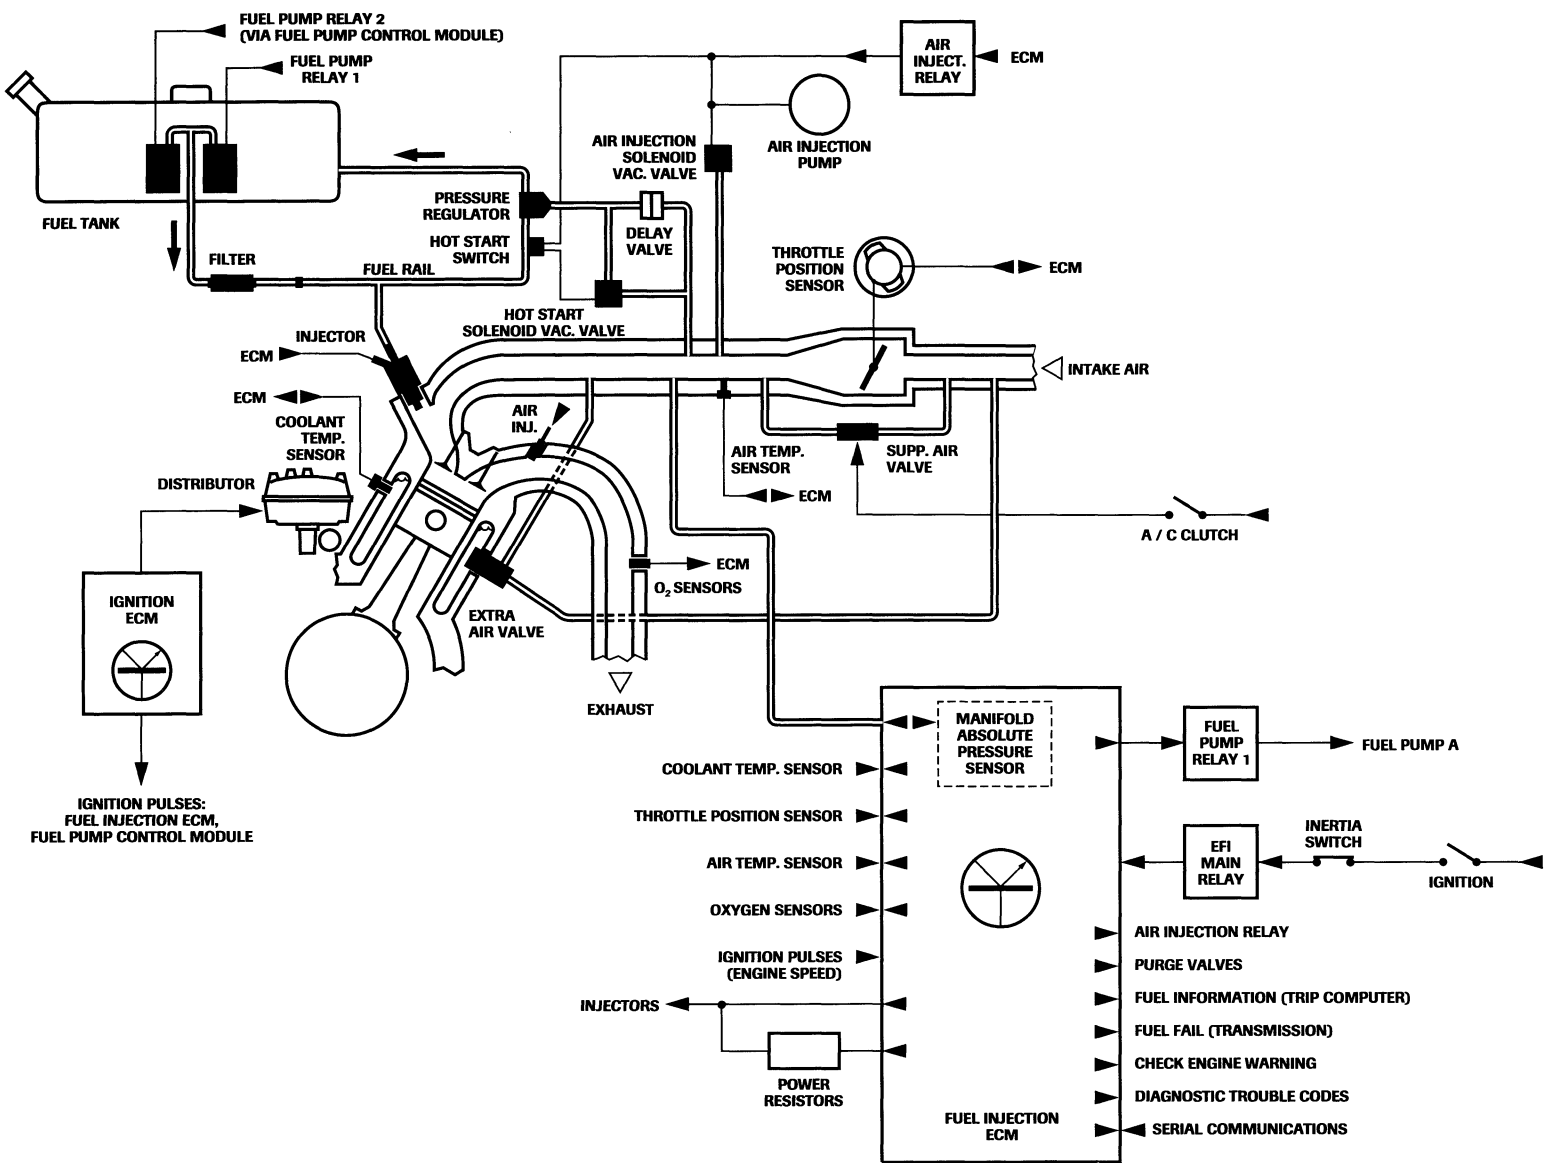 FUEL PUMP RELAY 2
(VIA FUEL PUMP CONTROL MODULE)
FUEL PUMP
RELAY 1
FUEL TANK
FILTER
FUEL RAIL
PRESSURE
REGULATOR
HOT START
SWITCH
AIR INJECTION
SOLENOID
VAC. VALVE
DELAY
VALVE
HOT START
SOLENOID VAC. VALVE
AIR
INJECT.
RELAY
ECM
AIR INJECTION
PUMP
THROTTLE
POSITION
SENSOR
ECM
INTAKE AIR
INJECTOR
ECM
ECM
COOLANT
TEMP.
SENSOR
AIR
INJ.
AIR TEMP.
SENSOR
ECM
SUPP. AIR
VALVE
A / C CLUTCH
DISTRIBUTOR
IGNITION
ECM
IGNITION PULSES:
FUEL INJECTION ECM,
FUEL PUMP CONTROL MODULE
ECM
O2 SENSORS
EXTRA
AIR VALVE
EXHAUST
MANIFOLD
ABSOLUTE
PRESSURE
SENSOR
COOLANT TEMP. SENSOR
THROTTLE POSITION SENSOR
AIR TEMP. SENSOR
OXYGEN SENSORS
IGNITION PULSES
(ENGINE SPEED)
INJECTORS
POWER
RESISTORS
FUEL INJECTION
ECM
FUEL
PUMP
RELAY 1
FUEL PUMP A
EFI
MAIN
RELAY
INERTIA
SWITCH
IGNITION
AIR INJECTION RELAY
PURGE VALVES
FUEL INFORMATION (TRIP COMPUTER)
FUEL FAIL (TRANSMISSION)
CHECK ENGINE WARNING
DIAGNOSTIC TROUBLE CODES
SERIAL COMMUNICATIONS